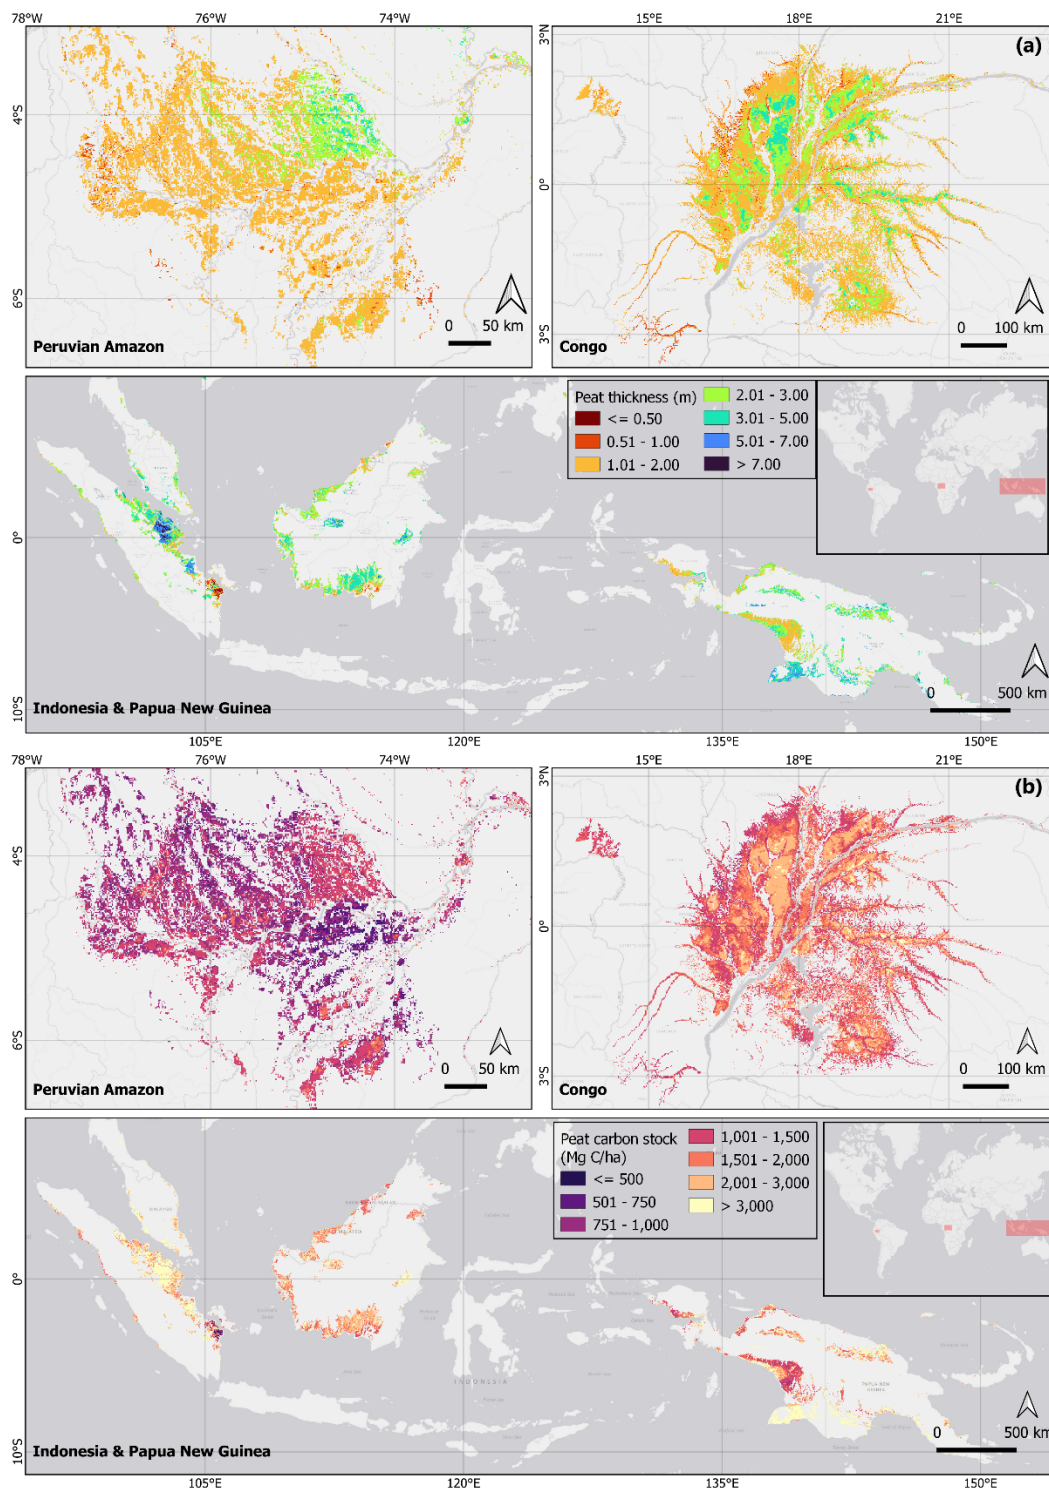 78°W 76°W 74°W 15°E 18°E 21°E
(a)
3°N
4°S
0°
6°S
3°S
0 50 km
0 100 km
Peruvian Amazon
Congo
Peat thickness (m)
<= 0.50
0.51 - 1.00
1.01 - 2.00
2.01 - 3.00
3.01 - 5.00
5.01 - 7.00
> 7.00
0°
10°S
0 500 km
Indonesia & Papua New Guinea
105°E 120°E 135°E 150°E
78°W 76°W 74°W 15°E 18°E 21°E
(b)
3°N
4°S
0°
6°S
3°S
0 50 km
0 100 km
Peruvian Amazon
Congo
Peat carbon stock
(Mg C/ha)
<= 500
501 - 750
751 - 1,000
1,001 - 1,500
1,501 - 2,000
2,001 - 3,000
> 3,000
0°
INDONESIA
PAPUA NEW
GUINEA
10°S
0 500 km
Indonesia & Papua New Guinea
105°E 120°E 135°E 150°E